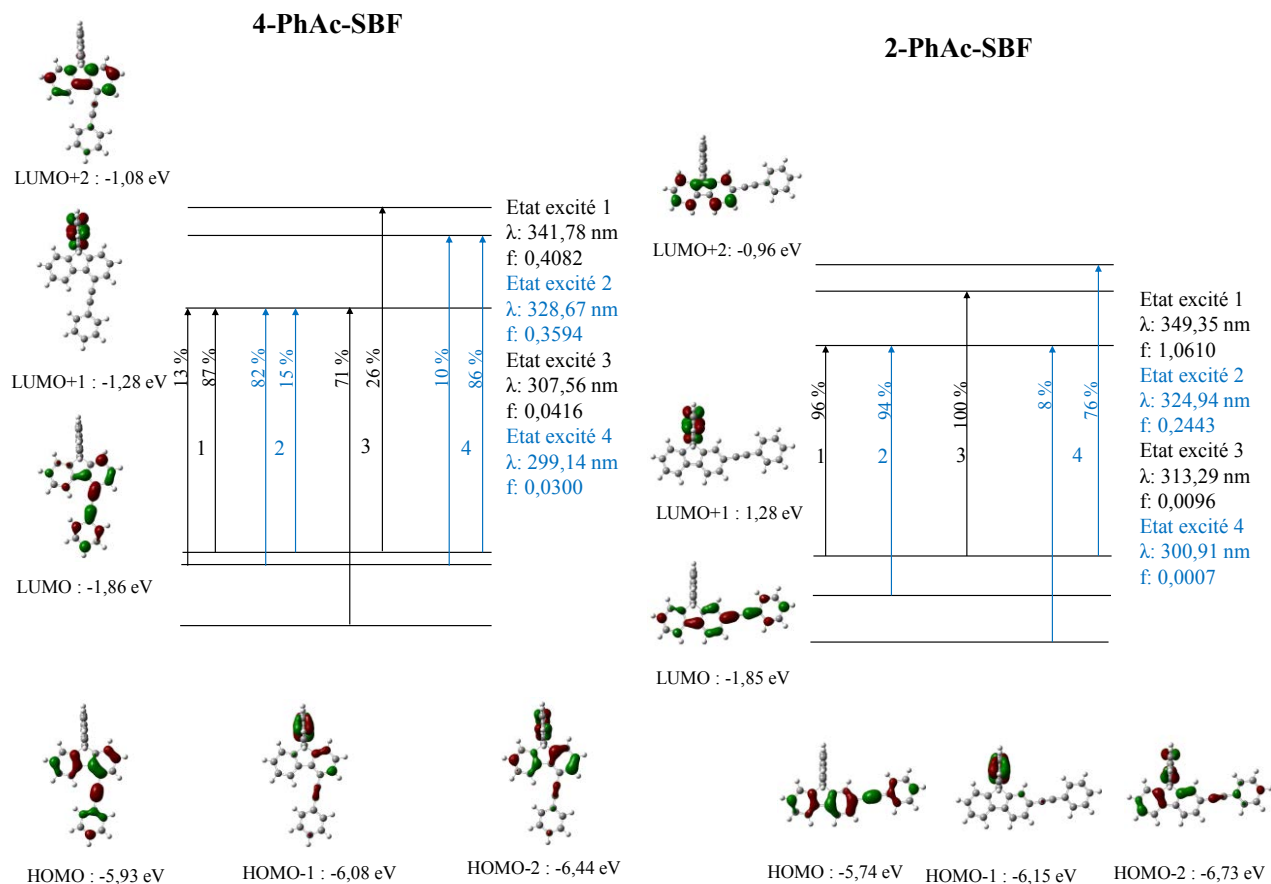 4-PhAc-SBF
LUMO+2 : -1,08 eV
LUMO+1 : -1,28 eV
LUMO : -1,86 eV
13 %
87 %
82 %
15 %
71 %
26 %
10 %
86 %
1
2
3
4
Etat excité 1
λ: 341,78 nm
f: 0,4082
Etat excité 2
λ: 328,67 nm
f: 0,3594
Etat excité 3
λ: 307,56 nm
f: 0,0416
Etat excité 4
λ: 299,14 nm
f: 0,0300
HOMO : -5,93 eV
HOMO-1 : -6,08 eV
HOMO-2 : -6,44 eV
2-PhAc-SBF
LUMO+2: -0,96 eV
LUMO+1 : 1,28 eV
LUMO : -1,85 eV
96 %
94 %
100 %
8 %
76 %
1
2
3
4
Etat excité 1
λ: 349,35 nm
f: 1,0610
Etat excité 2
λ: 324,94 nm
f: 0,2443
Etat excité 3
λ: 313,29 nm
f: 0,0096
Etat excité 4
λ: 300,91 nm
f: 0,0007
HOMO : -5,74 eV
HOMO-1 : -6,15 eV
HOMO-2 : -6,73 eV